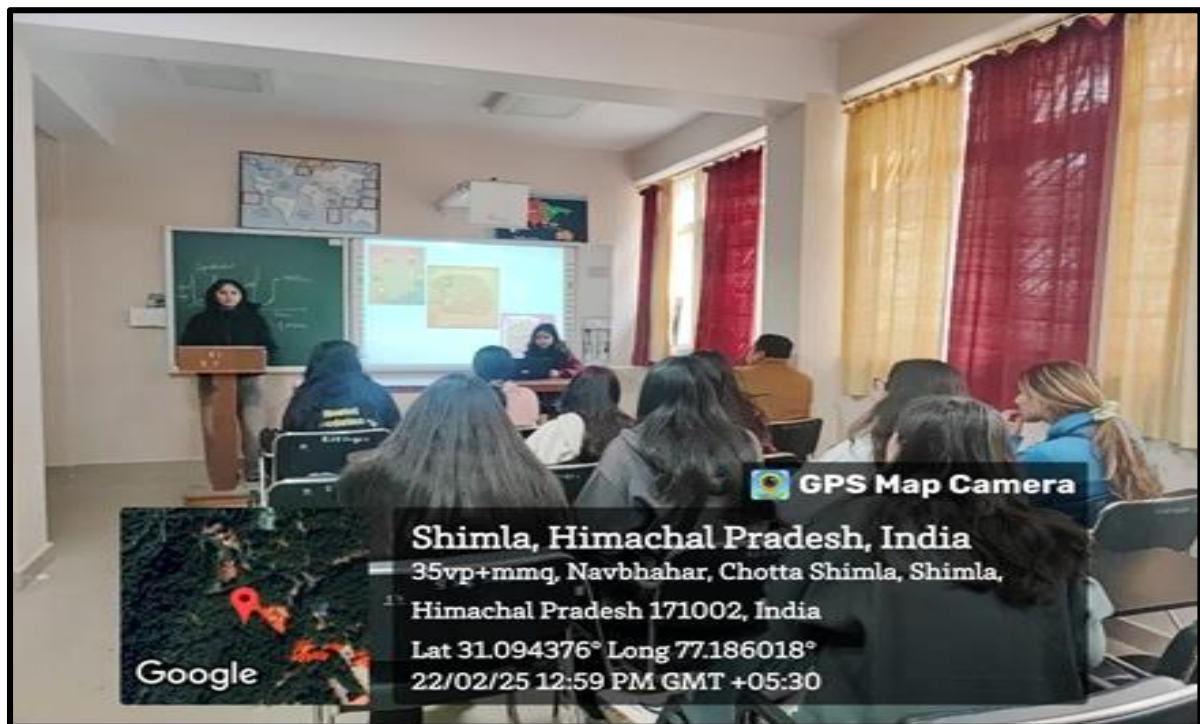 GPS Map Camera
Shimla, Himachal Pradesh, India
35vp+mmq, Navbhahar, Chotta Shimla, Shimla,
Himachal Pradesh 171002, India
Lat 31.094376° Long 77.186018°
22/02/25 12:59 PM GMT +05:30
Google